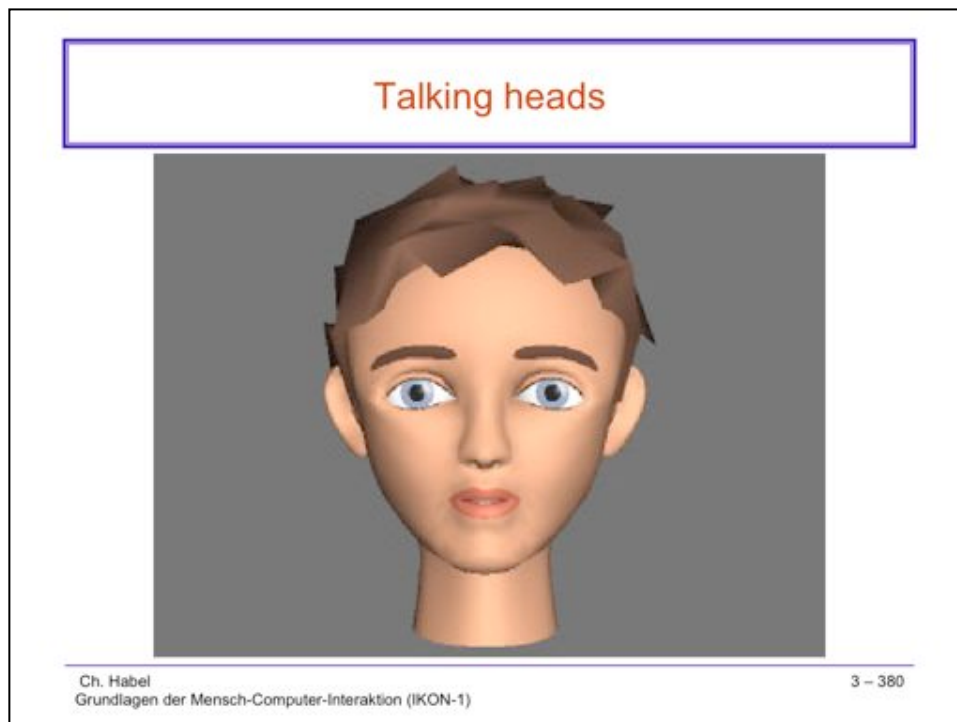 Talking heads
Ch. Habel
Grundlagen der Mensch-Computer-Interaktion (IKON-1)
3 – 380